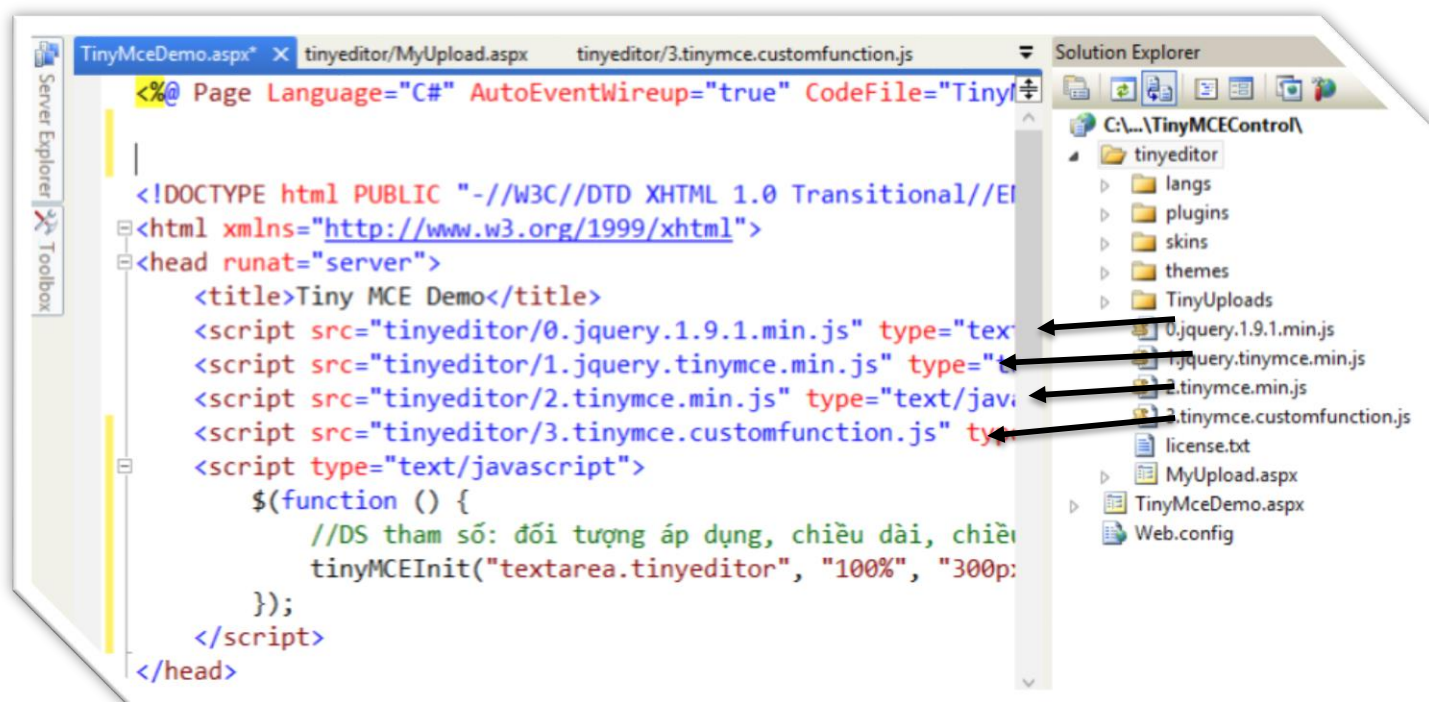 TinyMceDemo.aspx* X tinyeditor/MyUpload.aspx tinyeditor/3.tinymce.customfunction.js
Server Explorer
Toolbox
<%@ Page Language="C#" AutoEventWireup="true" CodeFile="Tiny
<!DOCTYPE html PUBLIC "-//W3C//DTD XHTML 1.0 Transitional//E
<html xmlns="http://www.w3.org/1999/xhtml">
<head runat="server">
<title>Tiny MCE Demo</title>
<script src="tinyeditor/0.jquery.1.9.1.min.js" type="text
<script src="tinyeditor/1.jquery.tinymce.min.js" type="t
<script src="tinyeditor/2.tinymce.min.js" type="text/java
<script src="tinyeditor/3.tinymce.customfunction.js" typ
<script type="text/javascript">
$(function () {
//DS tham số: đối tượng áp dụng, chiều dài, chiều
tinyMCEInit("textarea.tinyeditor", "100%", "300p
});
</script>
</head>
Solution Explorer
C:\...\TinyMCEControl\
tinyeditor
langs
plugins
skins
themes
TinyUploads
0.jquery.1.9.1.min.js
1.jquery.tinymce.min.js
2.tinymce.min.js
3.tinymce.customfunction.js
license.txt
MyUpload.aspx
TinyMceDemo.aspx
Web.config